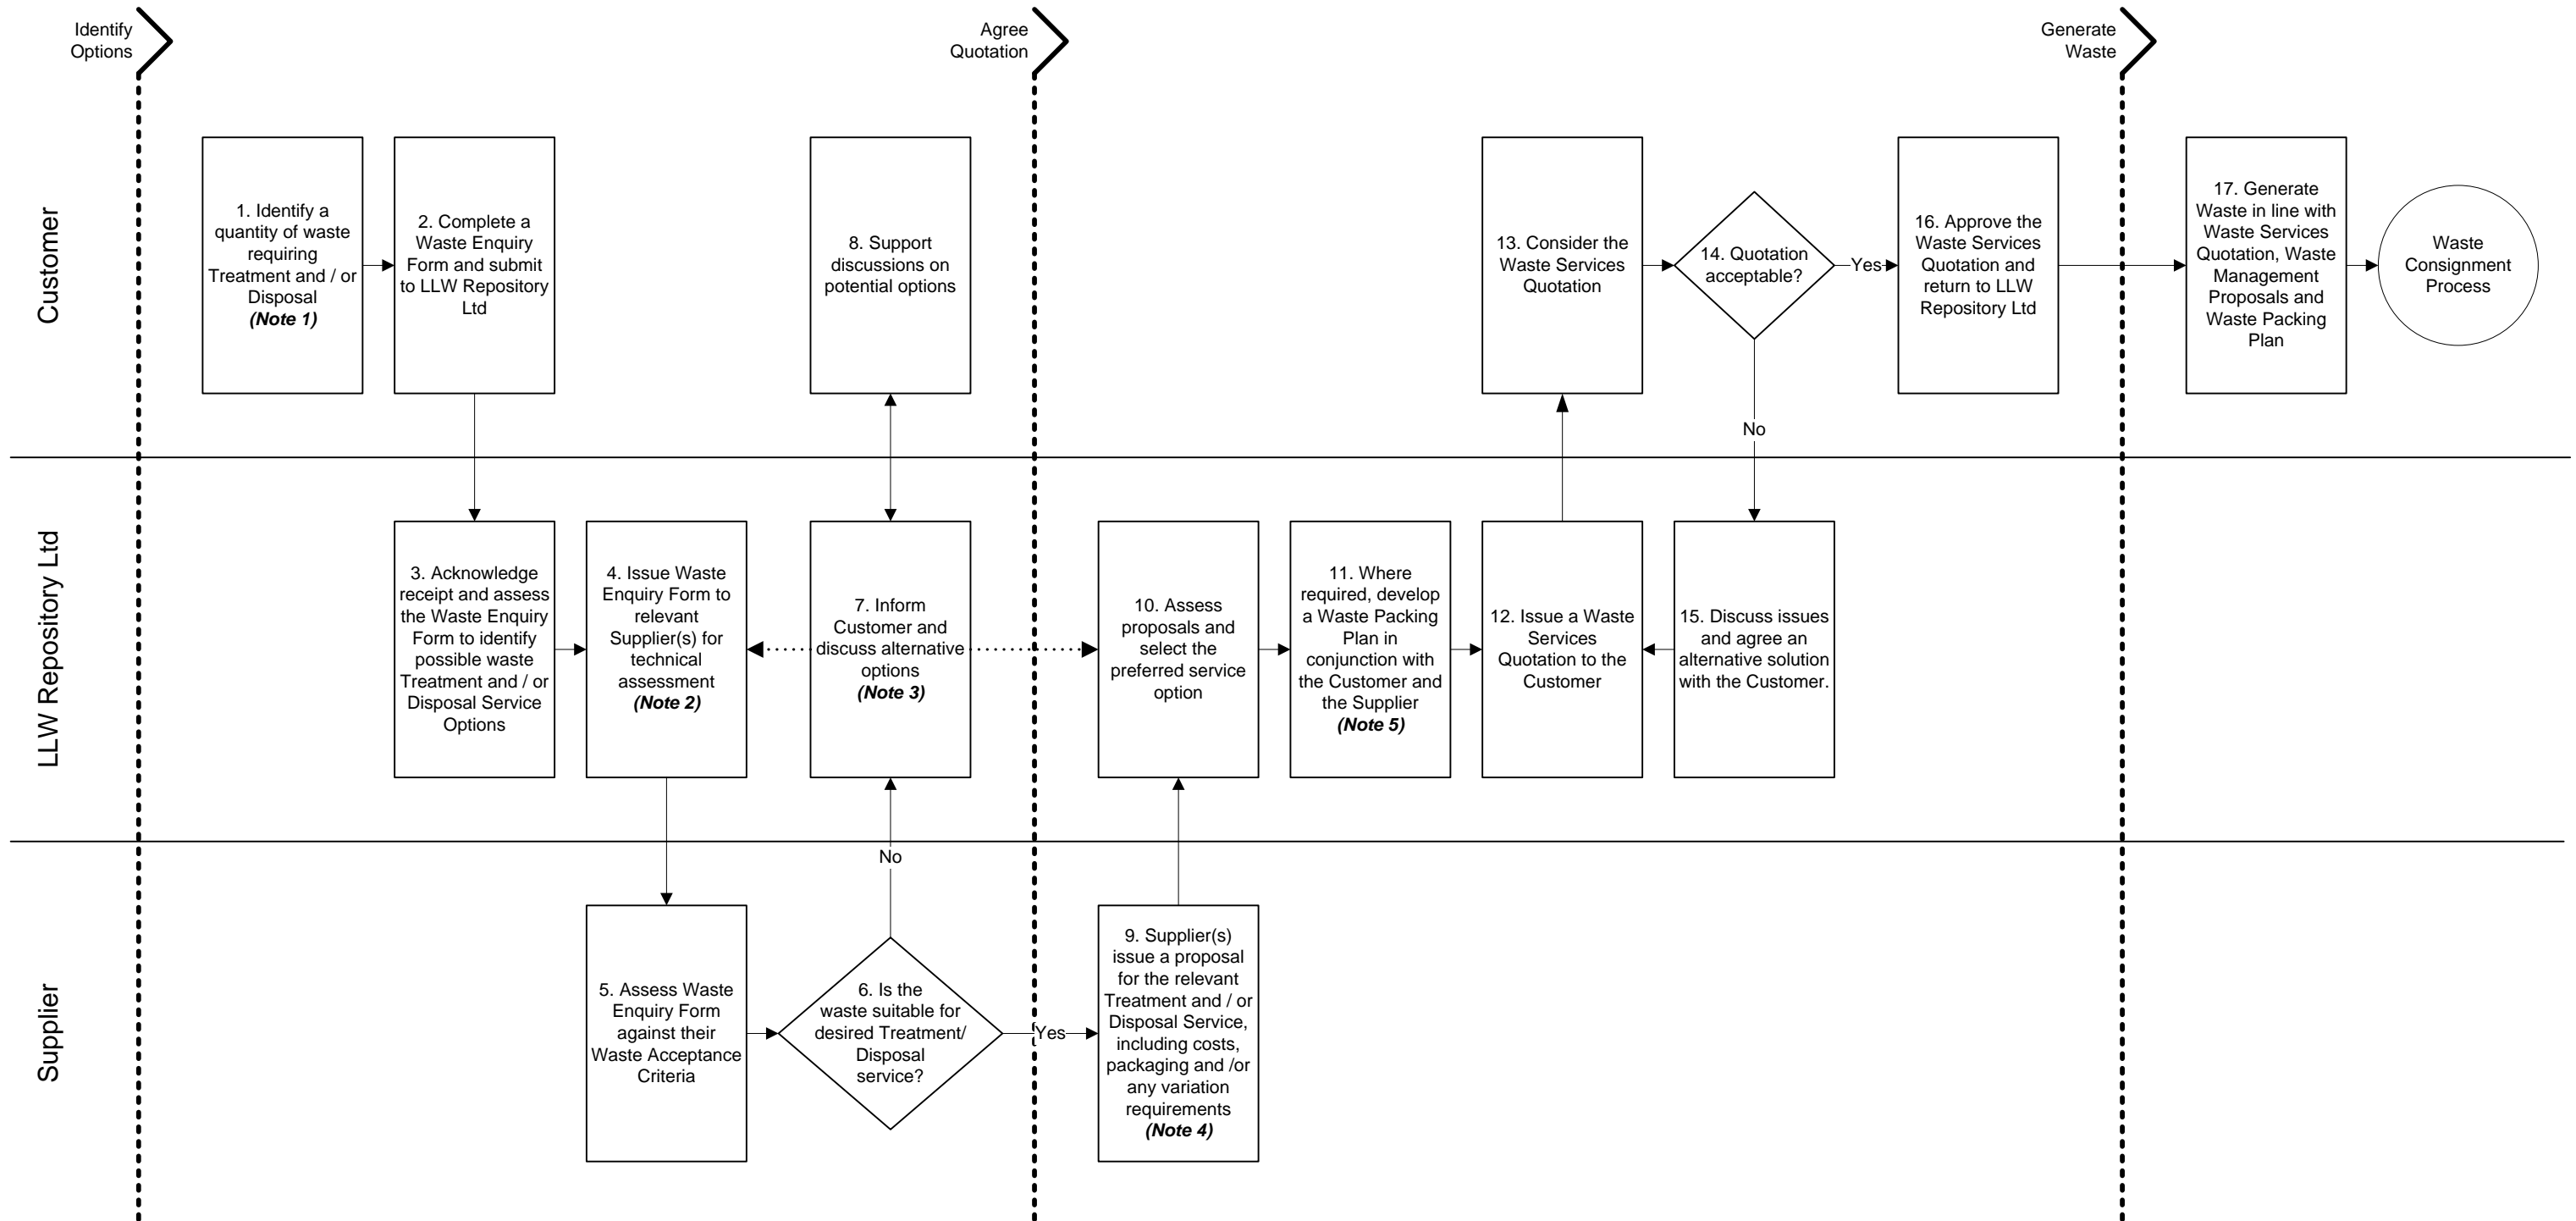 Identify
Options
Agree
Quotation
Generate
Waste
Customer
1. Identify a
quantity of waste
requiring
Treatment and / or
Disposal
(Note 1)
2. Complete a
Waste Enquiry
Form and submit
to LLW Repository
Ltd
8. Support
discussions on
potential options
13. Consider the
Waste Services
Quotation
14. Quotation
acceptable?
Yes
No
16. Approve the
Waste Services
Quotation and
return to LLW
Repository Ltd
17. Generate
Waste in line with
Waste Services
Quotation, Waste
Management
Proposals and
Waste Packing
Plan
Waste
Consignment
Process
LLW Repository Ltd
3. Acknowledge
receipt and assess
the Waste Enquiry
Form to identify
possible waste
Treatment and / or
Disposal Service
Options
4. Issue Waste
Enquiry Form to
relevant
Supplier(s) for
technical
assessment
(Note 2)
7. Inform
Customer and
discuss alternative
options
(Note 3)
10. Assess
proposals and
select the
preferred service
option
11. Where
required, develop
a Waste Packing
Plan in
conjunction with
the Customer and
the Supplier
(Note 5)
12. Issue a Waste
Services
Quotation to the
Customer
15. Discuss issues
and agree an
alternative solution
with the Customer.
Supplier
5. Assess Waste
Enquiry Form
against their
Waste Acceptance
Criteria
6. Is the
waste suitable for
desired Treatment/
Disposal
service?
No
Yes
9. Supplier(s)
issue a proposal
for the relevant
Treatment and / or
Disposal Service,
including costs,
packaging and /or
any variation
requirements
(Note 4)